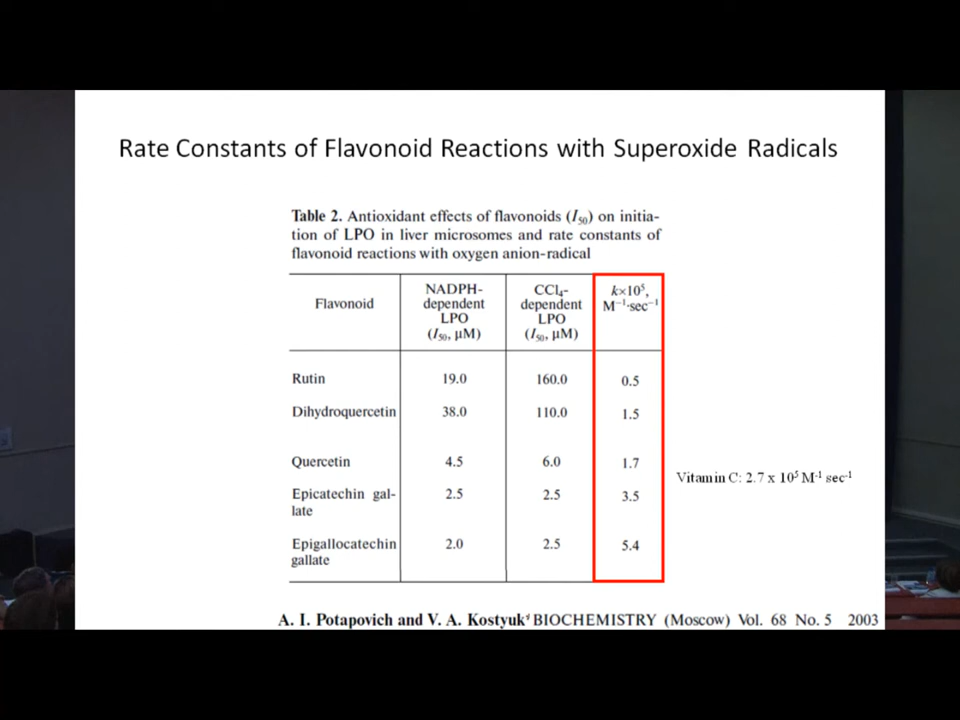 Rate Constants of Flavonoid Reactions with Superoxide Radicals
Table 2. Antioxidant effects of flavonoids (I50) on initia-
tion of LPO in liver microsomes and rate constants of
flavonoid reactions with oxygen anion-radical
Flavonoid
NADPH-
dependent
LPO
(I50, μM)
CCl4-
dependent
LPO
(I50, μM)
k×10⁵,
M⁻¹·sec⁻¹
Rutin 19.0 160.0 0.5
Dihydroquercetin 38.0 110.0 1.5
Quercetin 4.5 6.0 1.7
Vitamin C: 2.7 x 10⁵ M⁻¹ sec⁻¹
Epicatechin gal- 2.5 2.5 3.5
late
Epigallocatechin 2.0 2.5 5.4
gallate
A. I. Potapovich and V. A. Kostyuk BIOCHEMISTRY (Moscow) Vol. 68 No. 5 2003